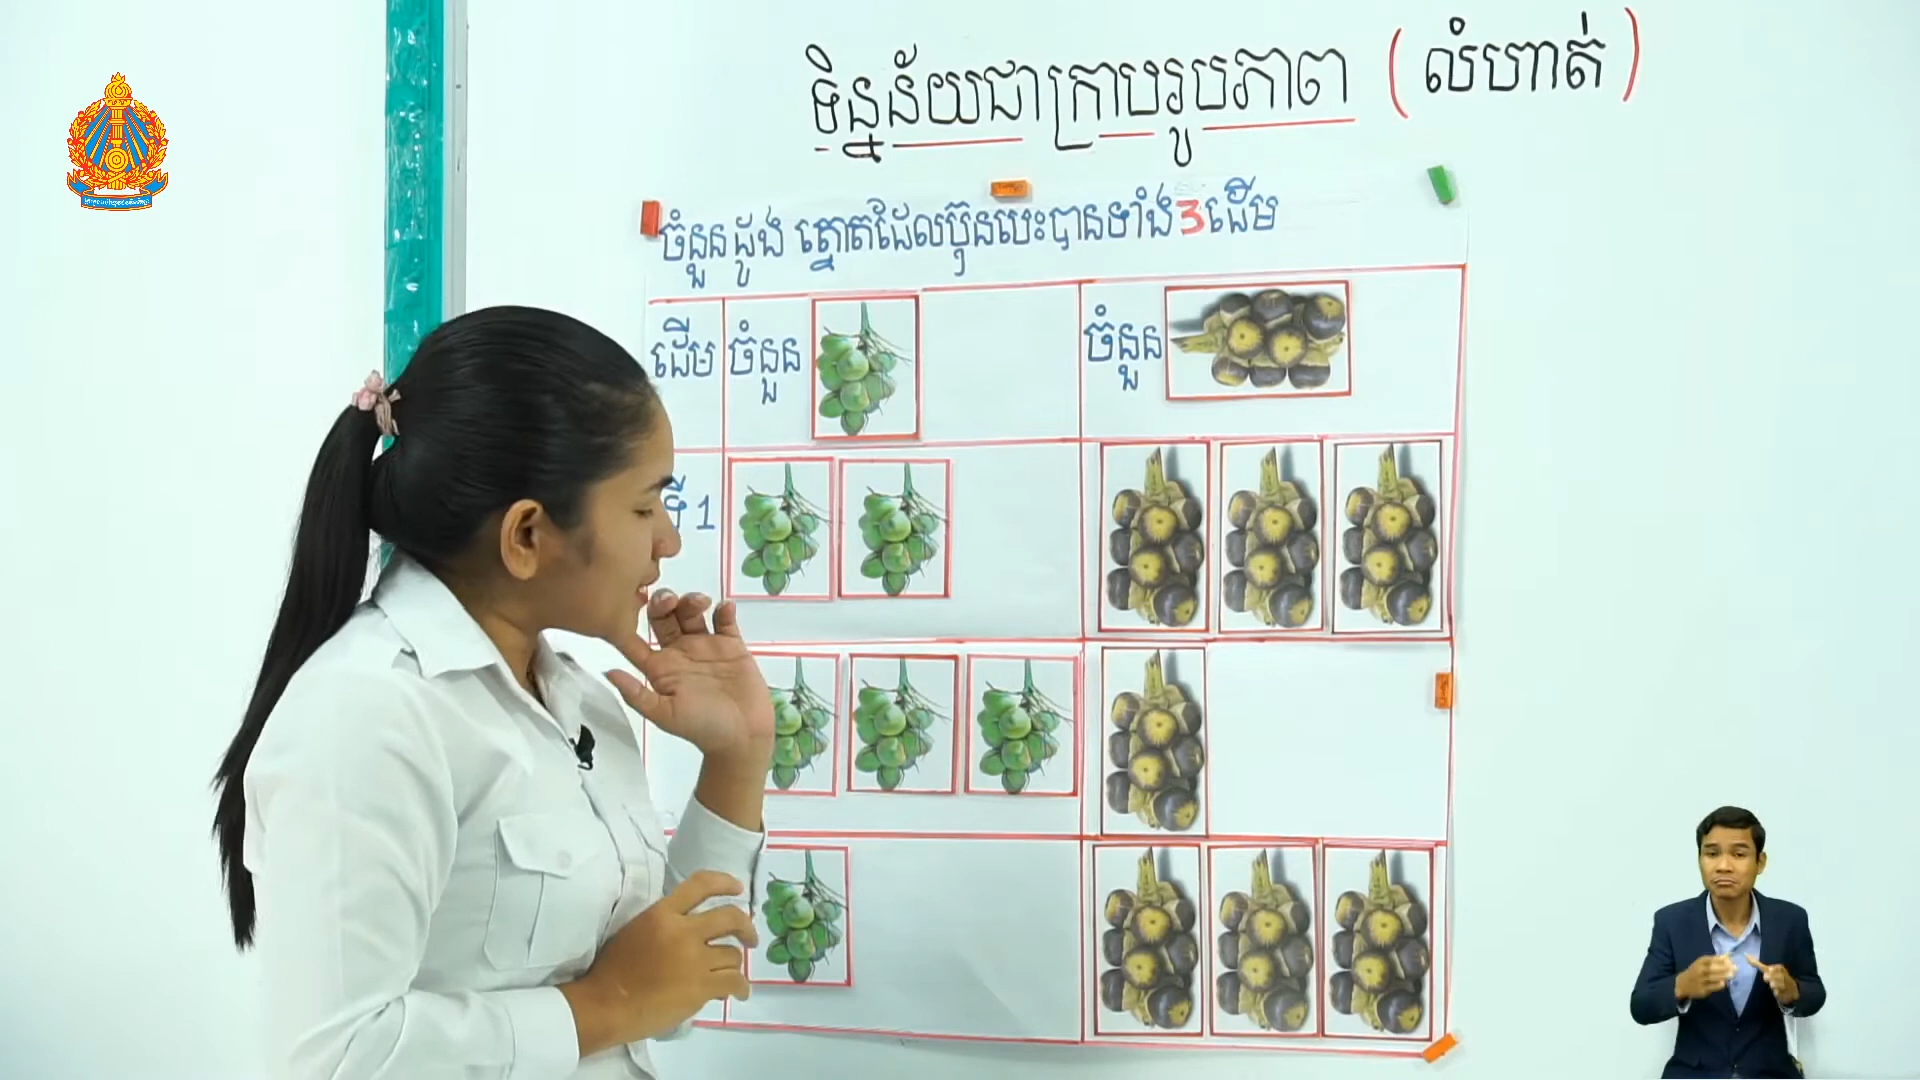 ទិន្នន័យជាក្រាបរូបភាព (លំហាត់)
ចំនួនដូង ត្នោតដែលប៊ុនបេះបានទាំង3ដើម
ដើម ចំនួន ចំនួន
ទី 1